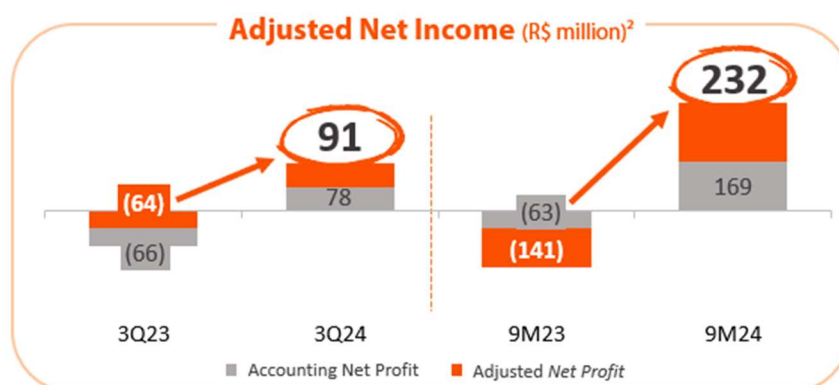 Adjusted Net Income (R$ million)²
232
91
(64)
78
(63)
169
(66)
(141)
3Q23 3Q24 9M23 9M24
Accounting Net Profit Adjusted Net Profit